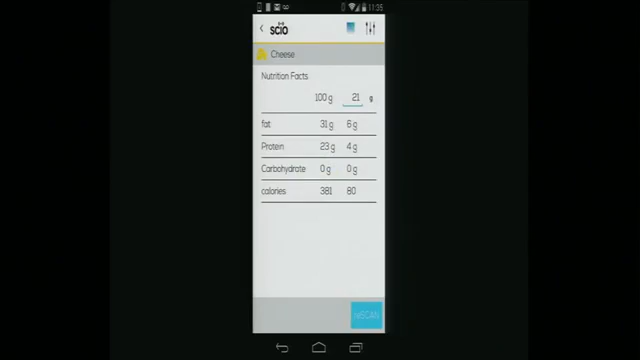 11:35
SCIO
Cheese
Nutrition Facts
100 g 21 g
fat 31 g 6 g
Protein 23 g 4 g
Carbohydrate 0 g 0 g
calories 381 80